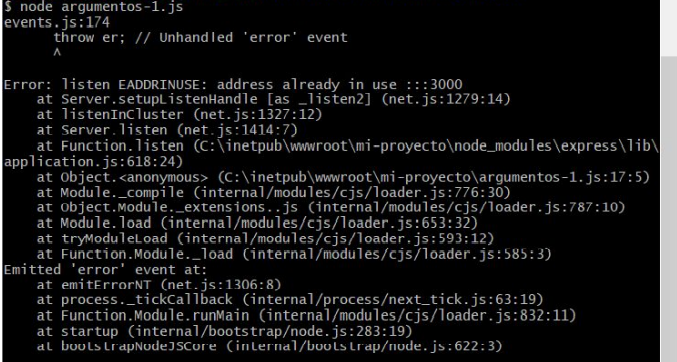 $ node argumentos-1.js
events.js:174
throw er; // Unhandled 'error' event
^
Error: listen EADDRINUSE: address already in use :::3000
at Server.setupListenHandle [as _listen2] (net.js:1279:14)
at listenInCluster (net.js:1327:12)
at Server.listen (net.js:1414:7)
at Function.listen (C:\inetpub\wwwroot\mi-proyecto\node_modules\express\lib\
application.js:618:24)
at Object.<anonymous> (C:\inetpub\wwwroot\mi-proyecto\argumentos-1.js:17:5)
at Module._compile (internal/modules/cjs/loader.js:776:30)
at Object.Module._extensions..js (internal/modules/cjs/loader.js:787:10)
at Module.load (internal/modules/cjs/loader.js:653:32)
at tryModuleLoad (internal/modules/cjs/loader.js:593:12)
at Function.Module._load (internal/modules/cjs/loader.js:585:3)
Emitted 'error' event at:
at emitErrorNT (net.js:1306:8)
at process._tickCallback (internal/process/next_tick.js:63:19)
at Function.Module.runMain (internal/modules/cjs/loader.js:832:11)
at startup (internal/bootstrap/node.js:283:19)
at bootstrapNodeJSCore (internal/bootstrap/node.js:622:3)